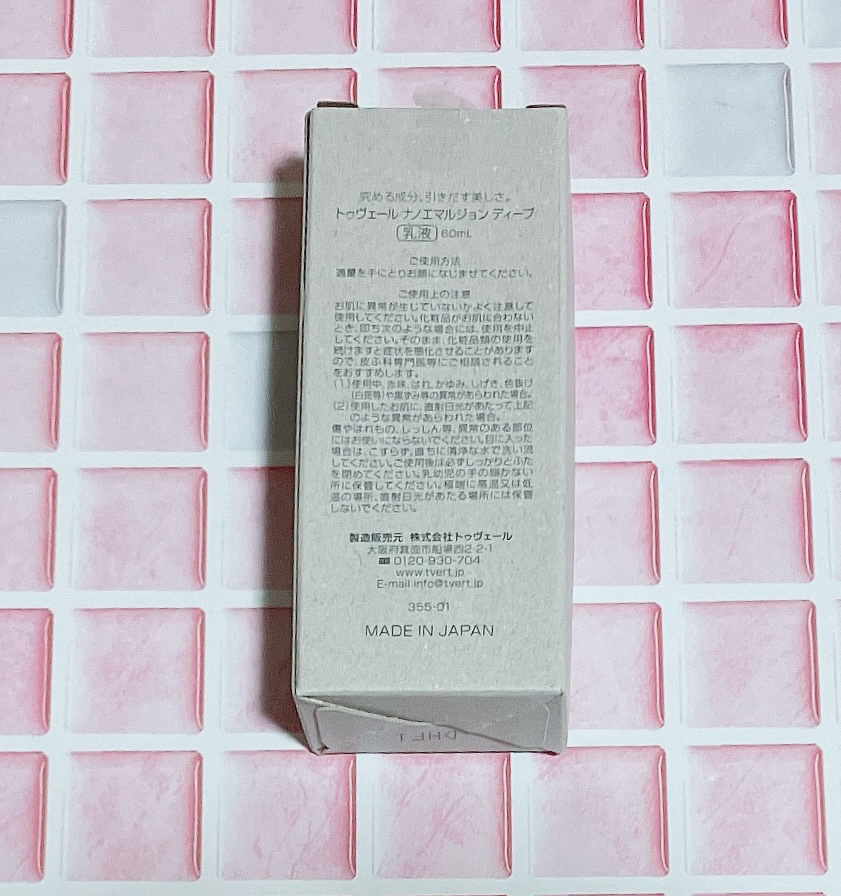 究める成分、引きだす美しさ。
トゥヴェール ナノエマルジョン ディープ
乳液 60mL
ご使用方法
適量を手にとりお顔になじませてください。
ご使用上の注意
お肌に異常が生じていないかよく注意して
使用してください。化粧品がお肌に合わない
とき、即ち次のような場合には、使用を中止
してください。そのまま、化粧品類の使用を
続けますと症状を悪化させることがあります
ので、皮ふ科専門医等にご相談されること
をおすすめします。
(1)使用中、赤味、はれ、かゆみ、しげき、色抜け
(白斑等)や黒ずみ等の異常があらわれた場合。
(2)使用したお肌に、直射日光があたって上記
のような異常があらわれた場合。
傷やはれもの、しっしん等、異常のある部位
にはお使いにならないでください。目に入った
場合は、こすらず、直ちに清浄な水で洗い流
してください。ご使用後は必ずしっかりとふた
を閉めてください。乳幼児の手の届かない
所に保管してください。極端に高温又は低
温の場所、直射日光があたる場所には保管
しないでください。
製造販売元 株式会社トゥヴェール
大阪府箕面市船場西2-2-1
0120-930-704
www.tvert.jp
E-mail info@tvert.jp
355-01
MADE IN JAPAN
DHF1